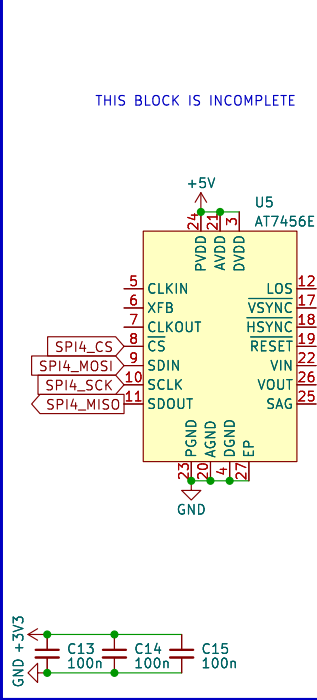 THIS BLOCK IS INCOMPLETE
+5V
U5
AT7456E
24
21
3
PVDD
AVDD
DVDD
5 CLKIN
LOS 12
6 XFB
VSYNC 17
7 CLKOUT
HSYNC 18
SPI4_CS 8 CS
RESET 19
SPI4_MOSI 9 SDIN
VIN 22
SPI4_SCK 10 SCLK
VOUT 26
SPI4_MISO 11 SDOUT
SAG 25
PGND
AGND
DGND
EP
23
20
4
27
GND
+3V3
GND
C13
100n
C14
100n
C15
100n